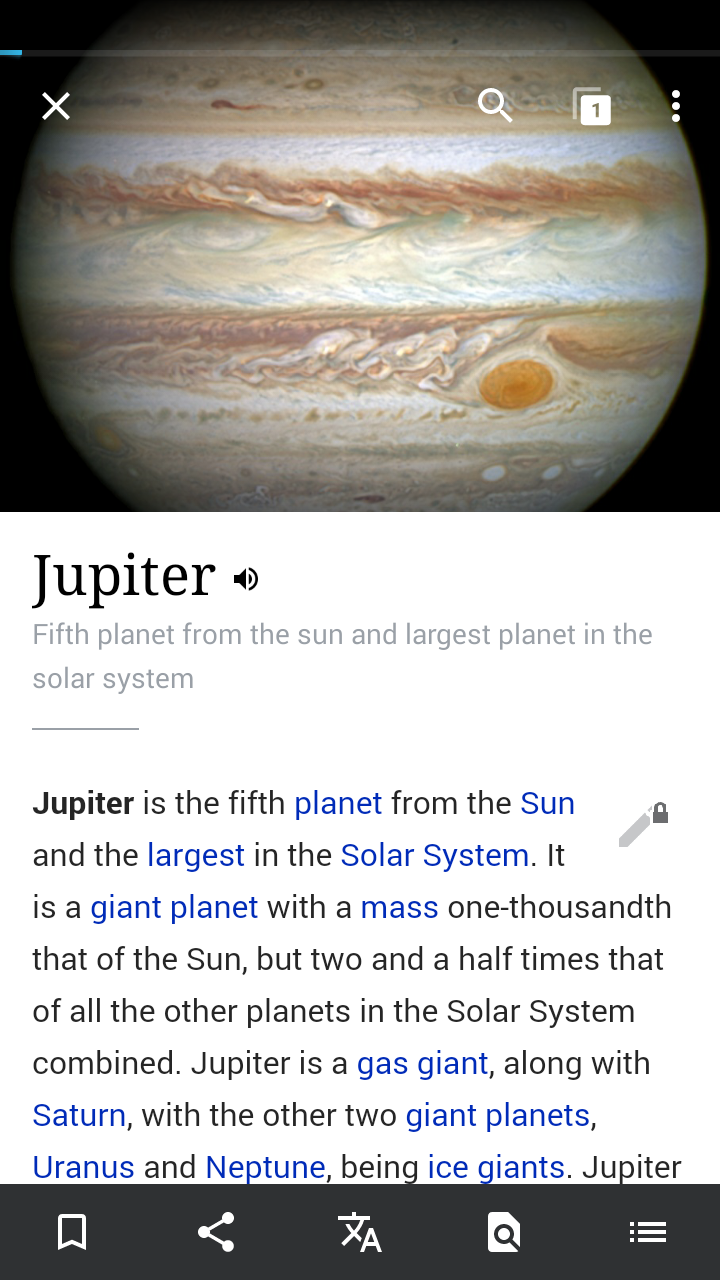 1
Jupiter
Fifth planet from the sun and largest planet in the
solar system
Jupiter is the fifth planet from the Sun
and the largest in the Solar System. It
is a giant planet with a mass one-thousandth
that of the Sun, but two and a half times that
of all the other planets in the Solar System
combined. Jupiter is a gas giant, along with
Saturn, with the other two giant planets,
Uranus and Neptune, being ice giants. Jupiter